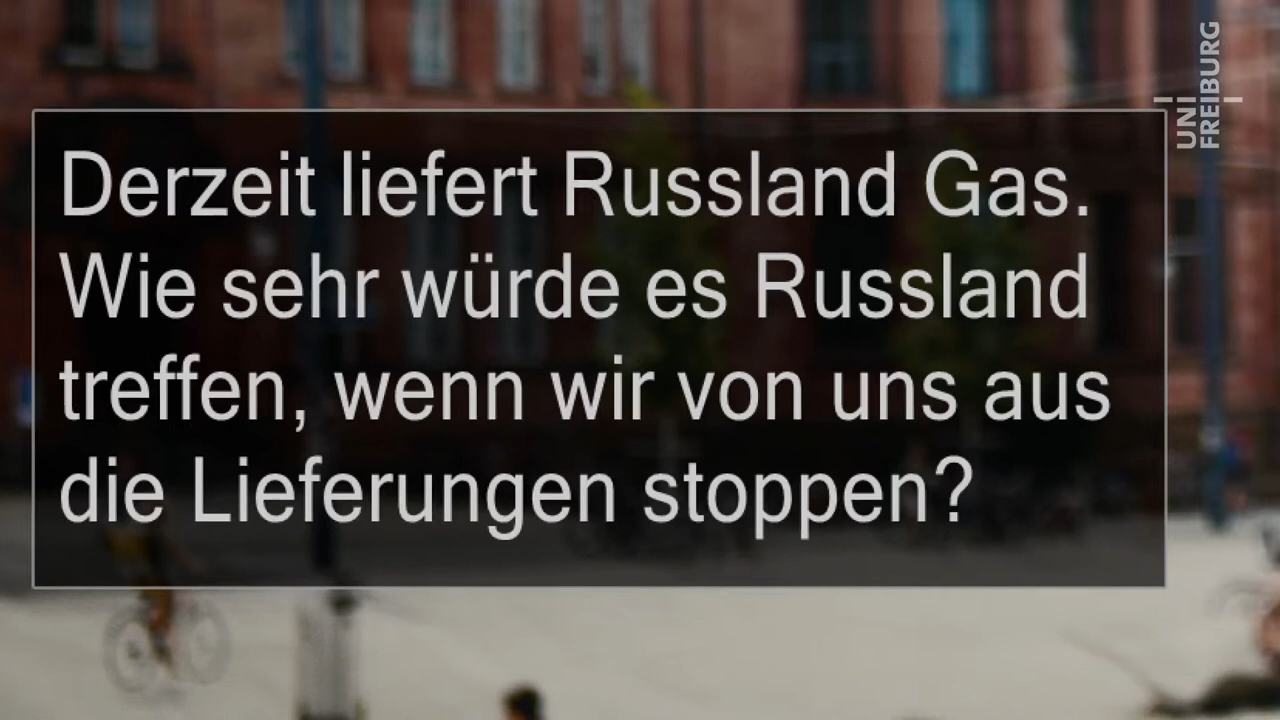 Derzeit liefert Russland Gas.
Wie sehr würde es Russland
treffen, wenn wir von uns aus
die Lieferungen stoppen?
UNI
FREIBURG